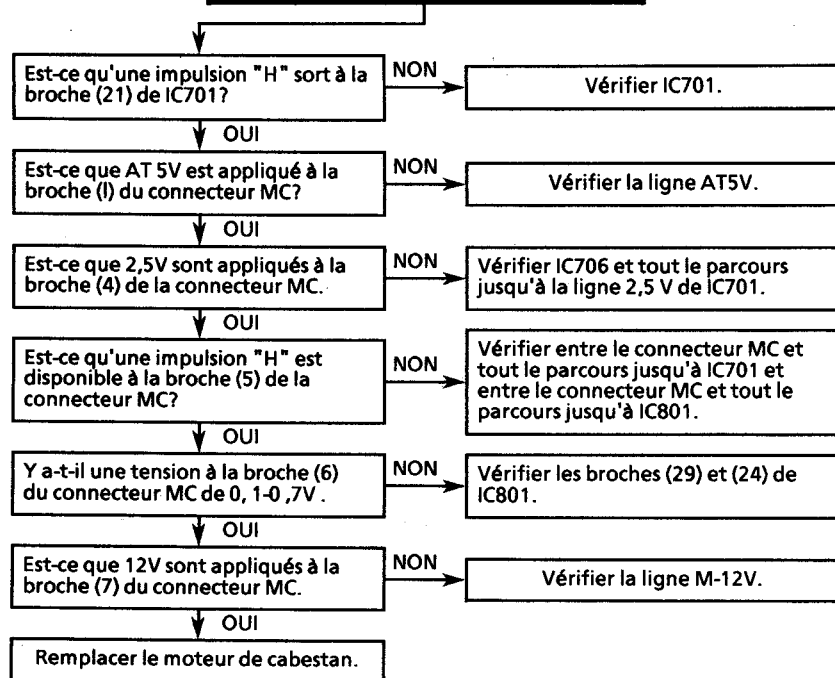 Est-ce qu'une impulsion "H" sort à la
broche (21) de IC701?
NON
Vérifier IC701.
OUI
Est-ce que AT 5V est appliqué à la
broche (l) du connecteur MC?
NON
Vérifier la ligne AT5V.
OUI
Est-ce que 2,5V sont appliqués à la
broche (4) de la connecteur MC.
NON
Vérifier IC706 et tout le parcours
jusqu'à la ligne 2,5 V de IC701.
OUI
Est-ce qu'une impulsion "H" est
disponible à la broche (5) de la
connecteur MC?
NON
Vérifier entre le connecteur MC et
tout le parcours jusqu'à IC701 et
entre le connecteur MC et tout le
parcours jusqu'à IC801.
OUI
Y a-t-il une tension à la broche (6)
du connecteur MC de 0, 1-0 ,7V .
NON
Vérifier les broches (29) et (24) de
IC801.
OUI
Est-ce que 12V sont appliqués à la
broche (7) du connecteur MC.
NON
Vérifier la ligne M-12V.
OUI
Remplacer le moteur de cabestan.